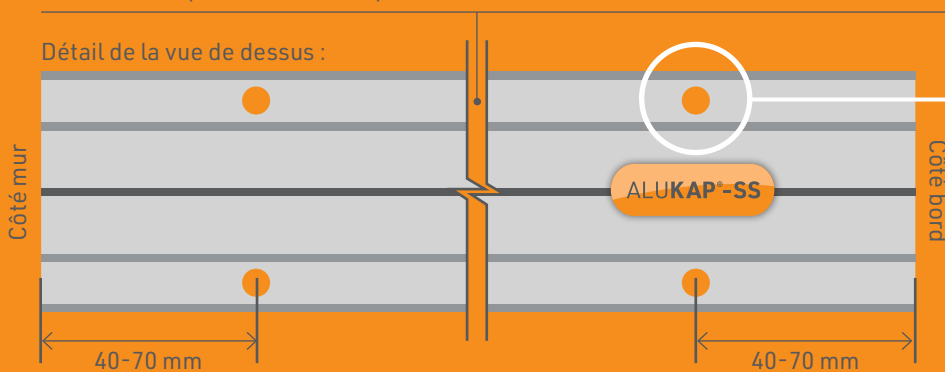 Détail de la vue de dessus :
Côté mur
ALUKAP®-SS
Côté bord
40-70 mm
40-70 mm